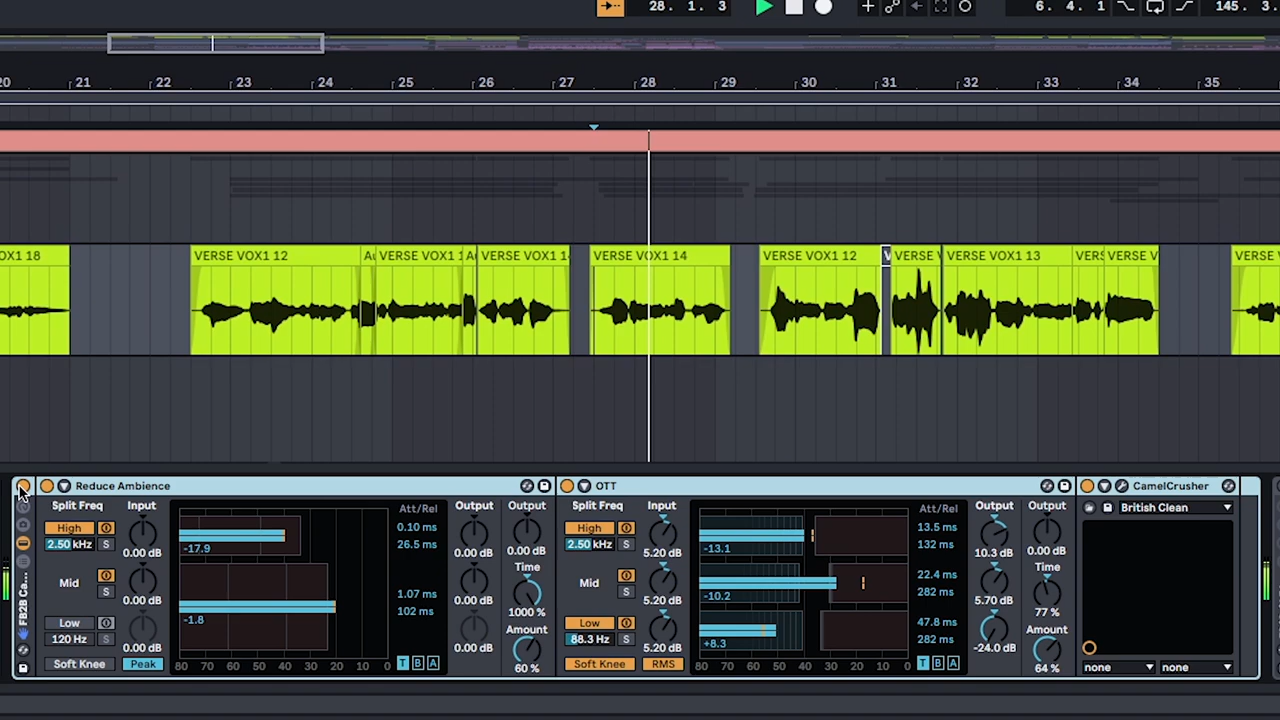 28. 1. 3
6. 4. 1
145. 3.
20 21 22 23 24 25 26 27 28 29 30 31 32 33 34 35
OX1 18
VERSE VOX1 12
VERSE VOX1 1
VERSE VOX1 14
VERSE VOX1 14
VERSE VOX1 12
VERSE V
VERSE VOX1 13
VERS
VERSE V
VERSE
FB2B Ca...
Reduce Ambience
Split Freq
Input
High
2.50 kHz S
0.00 dB
Mid
S
0.00 dB
Low
120 Hz S
0.00 dB
Soft Knee
Peak
-17.9
-1.8
80 70 60 50 40 30 20 10 0
Att/Rel
0.10 ms
26.5 ms
1.07 ms
102 ms
T B A
Output
0.00 dB
0.00 dB
0.00 dB
Output
0.00 dB
Time
1000 %
Amount
60 %
OTT
Split Freq
Input
High
2.50 kHz S
5.20 dB
Mid
S
5.20 dB
Low
88.3 Hz S
5.20 dB
Soft Knee
RMS
-13.1
-10.2
+8.3
80 70 60 50 40 30 20 10 0
Att/Rel
13.5 ms
132 ms
22.4 ms
282 ms
47.8 ms
282 ms
T B A
Output
10.3 dB
5.70 dB
-24.0 dB
Output
0.00 dB
Time
77 %
Amount
64 %
CamelCrusher
British Clean
none
none